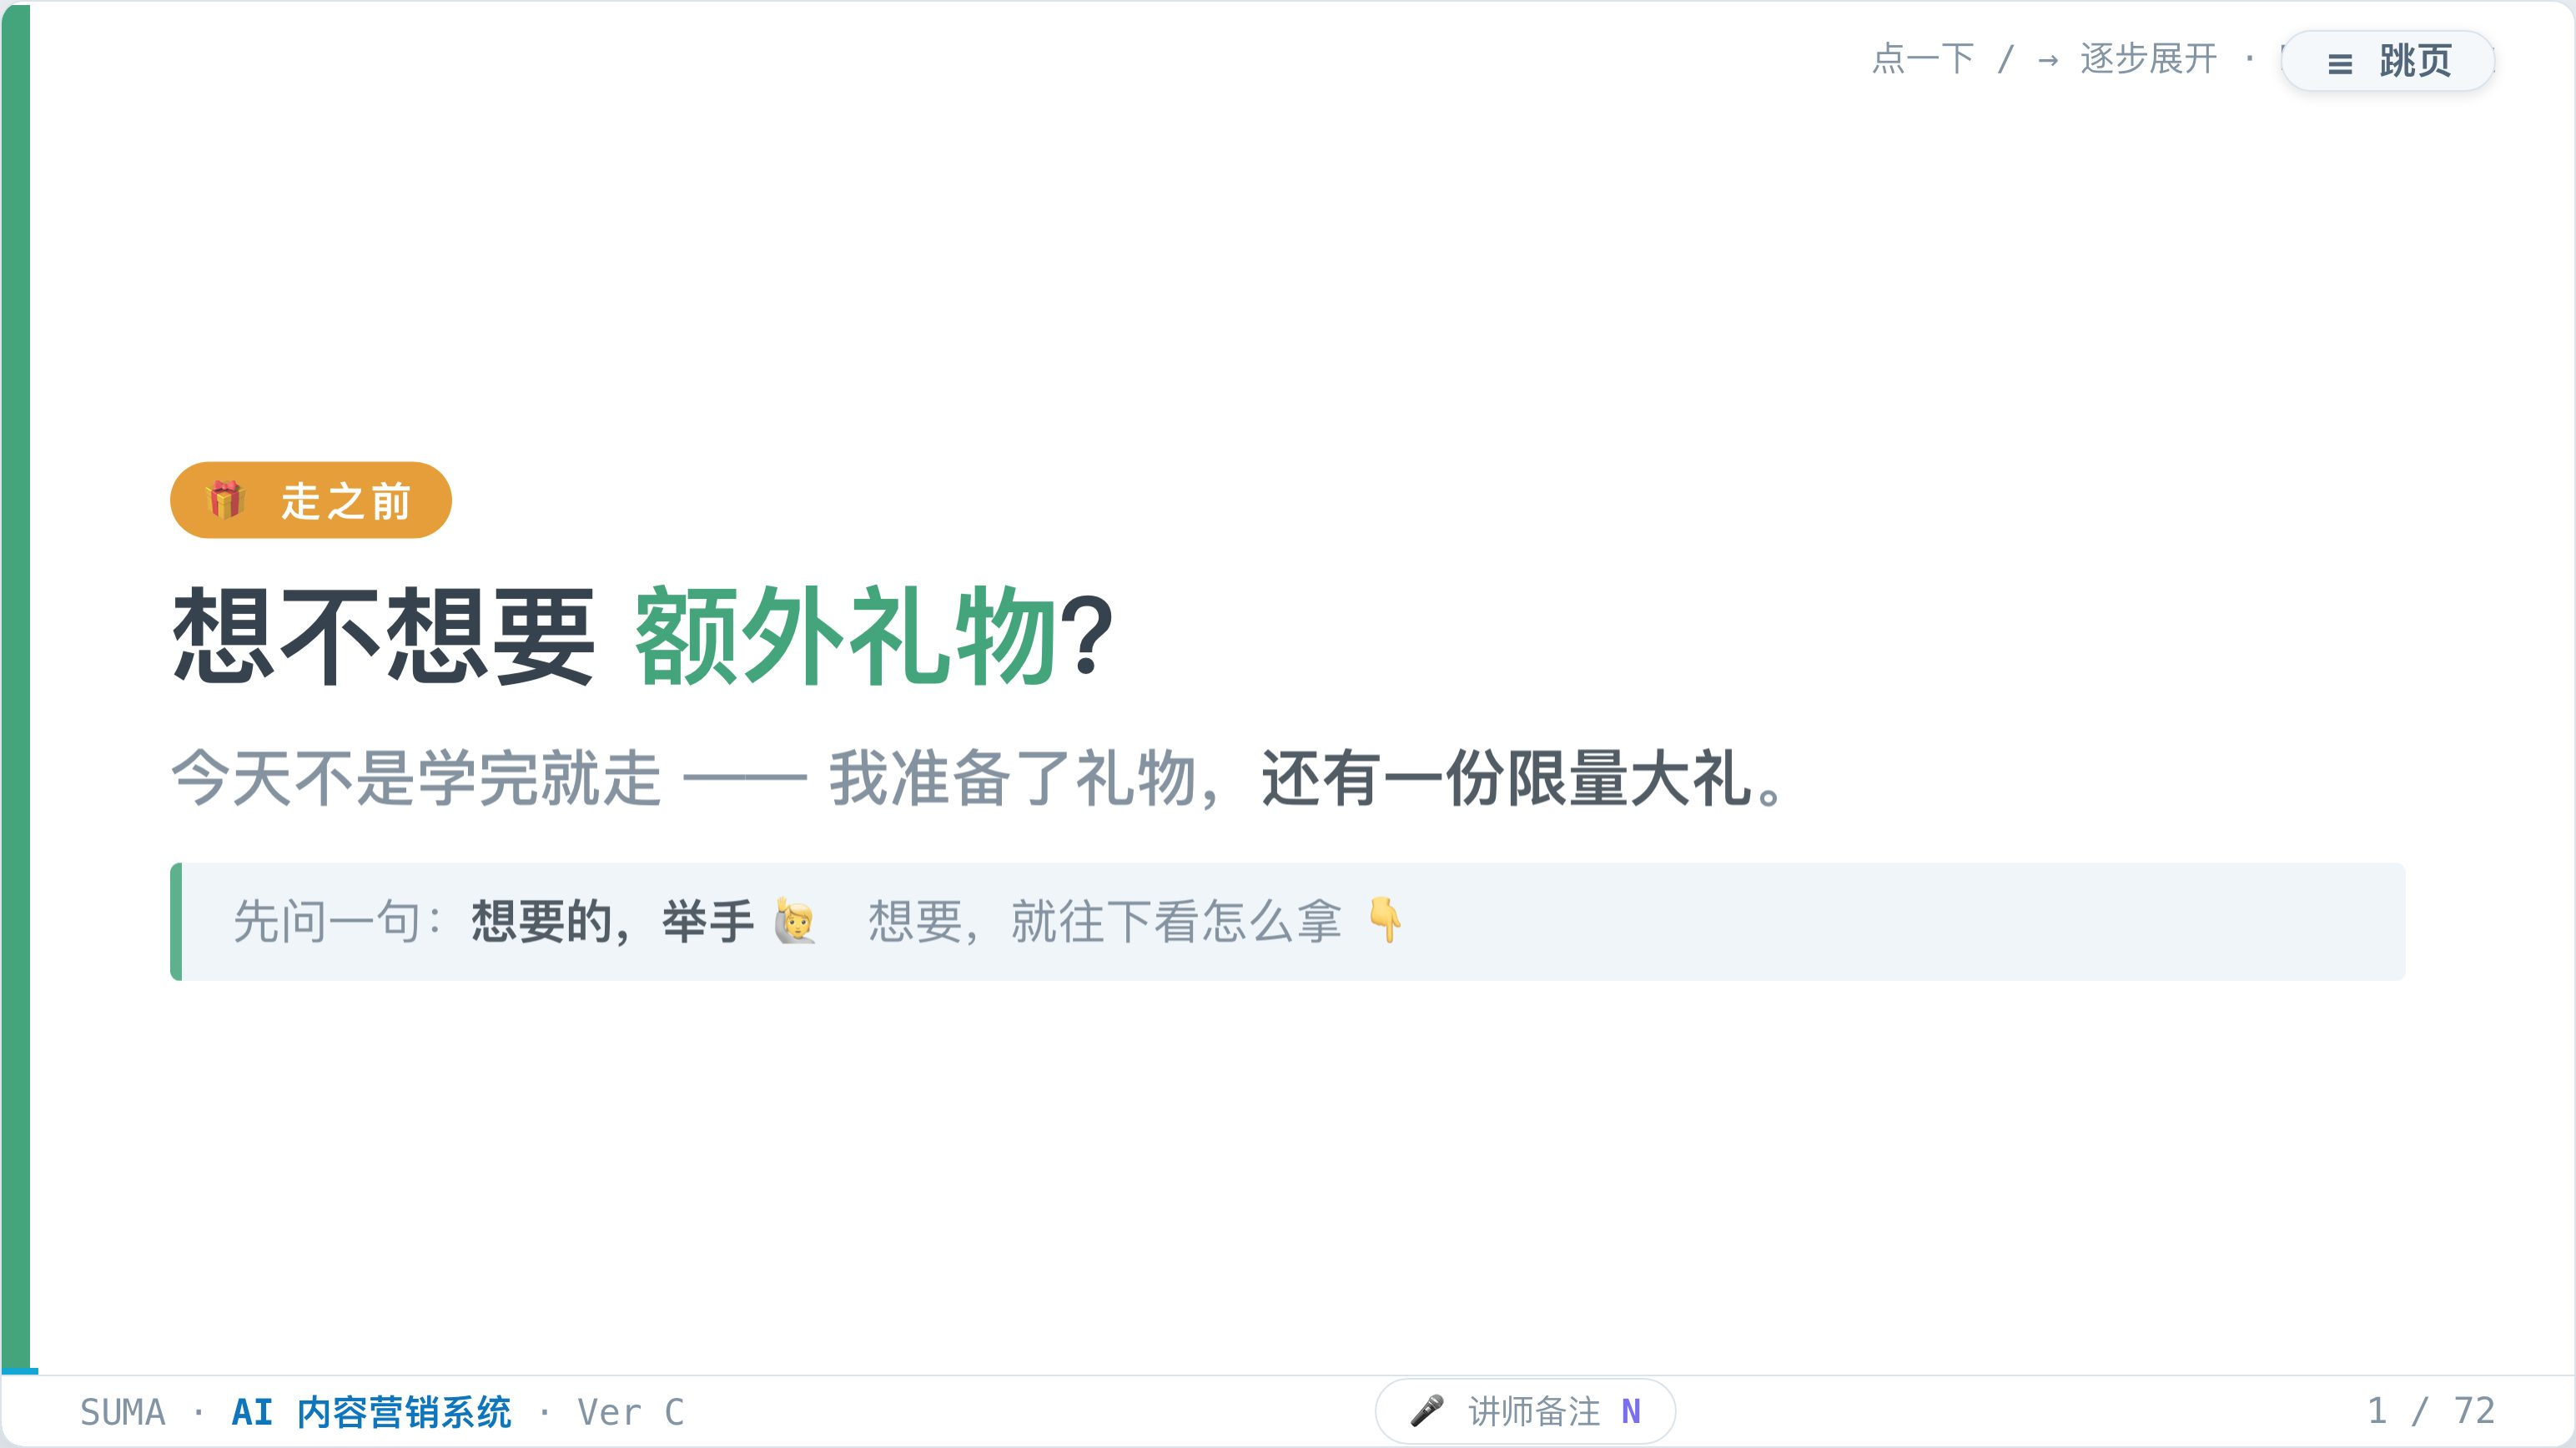 点一下 / → 逐步展开 ·
≡ 跳页
🎁 走之前
想不想要 额外礼物?
今天不是学完就走 —— 我准备了礼物，还有一份限量大礼。
先问一句：想要的，举手 🙋 想要，就往下看怎么拿 👇
SUMA · AI 内容营销系统 · Ver C
🎤 讲师备注 N
1 / 72